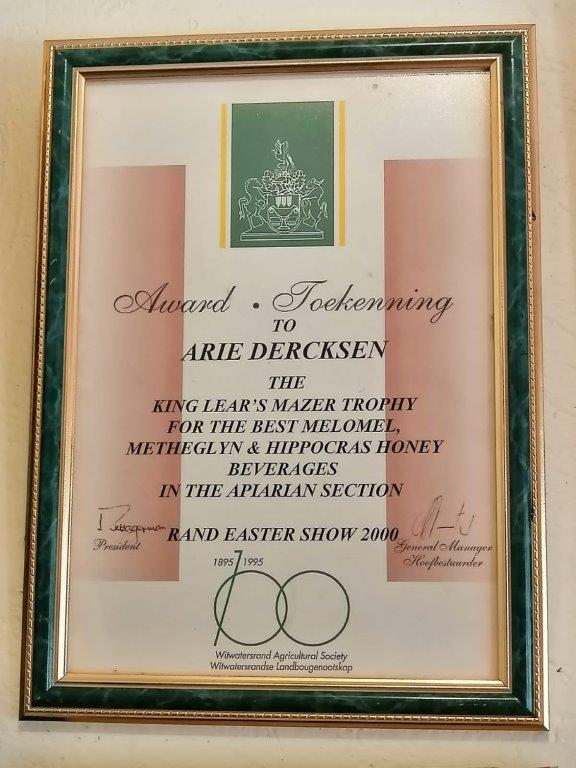 Award • Toekenning
TO
ARIE DERCKSEN
THE
KING LEAR'S MAZER TROPHY
FOR THE BEST MELOMEL,
METHEGLYN & HIPPOCRAS HONEY
BEVERAGES
IN THE APIARIAN SECTION
RAND EASTER SHOW 2000
President
General Manager
Hoofbestuurder
1895 1995
100
Witwatersrand Agricultural Society
Witwatersrandse Landbougenootskap